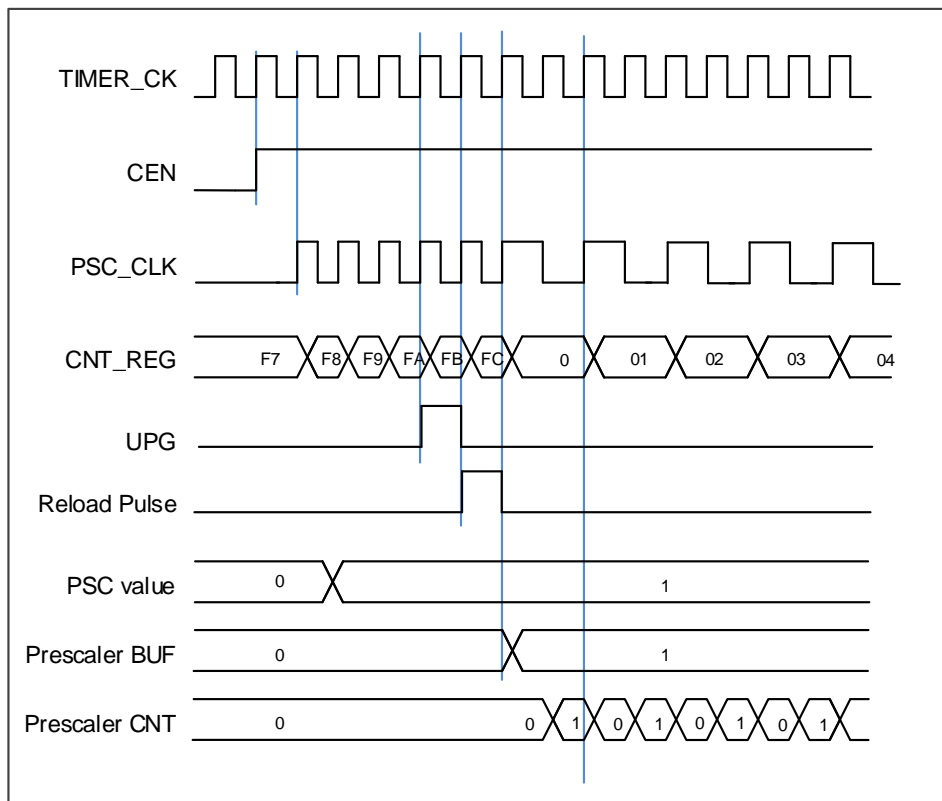 TIMER_CK
CEN
PSC_CLK
CNT_REG F7 F8 F9 FA FB FC 0 01 02 03 04
UPG
Reload Pulse
PSC value 0 1
Prescaler BUF 0 1
Prescaler CNT 0 0 1 0 1 0 1 0 1